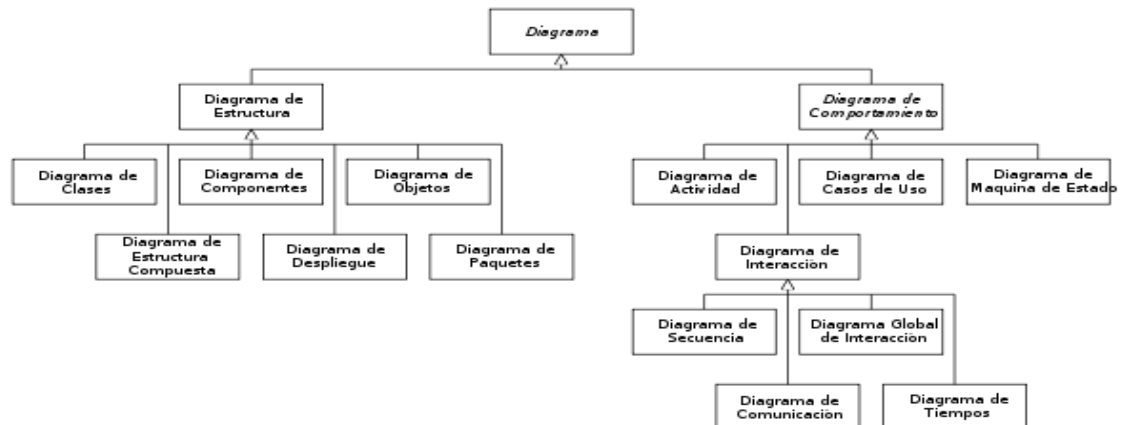 Diagrama
Diagrama de
Estructura
Diagrama de
Comportamiento
Diagrama de
Clases
Diagrama de
Componentes
Diagrama de
Objetos
Diagrama de
Actividad
Diagrama de
Casos de Uso
Diagrama de
Maquina de Estado
Diagrama de
Estructura
Compuesta
Diagrama de
Despliegue
Diagrama de
Paquetes
Diagrama de
Interacción
Diagrama de
Secuencia
Diagrama Global
de Interacción
Diagrama de
Comunicación
Diagrama de
Tiempos